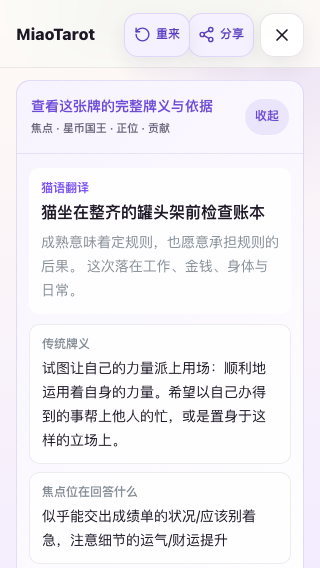 MiaoTarot
重来
分享
查看这张牌的完整牌义与依据
焦点 · 星币国王 · 正位 · 贡献
收起
猫语翻译
猫坐在整齐的罐头架前检查账本
成熟意味着定规则，也愿意承担规则的
后果。 这次落在工作、金钱、身体与
日常。
传统牌义
试图让自己的力量派上用场：顺利地
运用着自身的力量。希望以自己办得
到的事帮上他人的忙，或是置身于这
样的立场上。
焦点位在回答什么
似乎能交出成绩单的状况/应该别着
急，注意细节的运气/财运提升